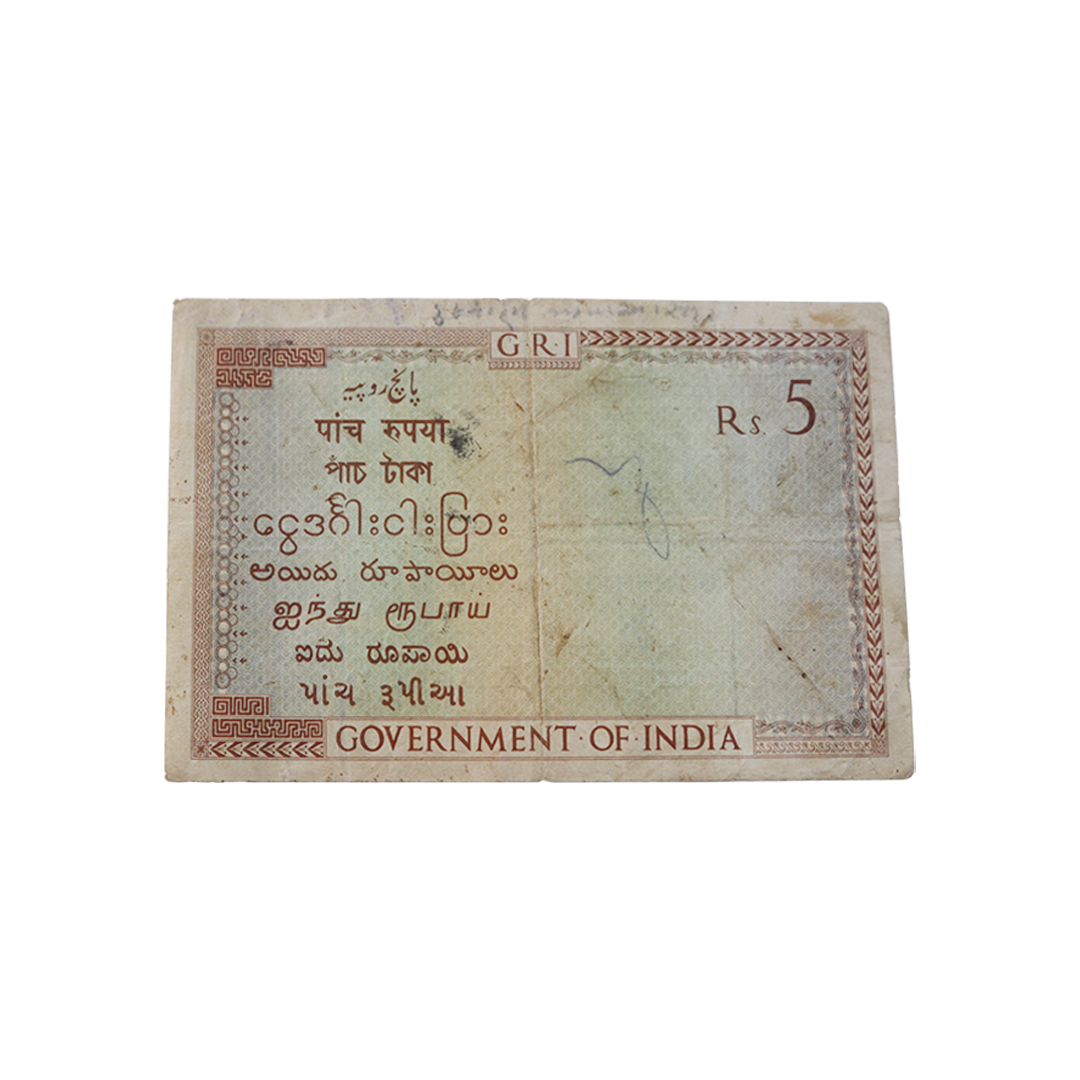 G·R·I
Rs. 5
پانچ روپیہ
पांच रुपया
পাঁচ টাকা
ငွေဒင်္ဂါးငါးပြား
అయిదు రూపాయీలు
ஐந்து ரூபாய்
ಐದು ರೂಪಾಯಿ
પાંચ રૂપીઆ
GOVERNMENT·OF·INDIA